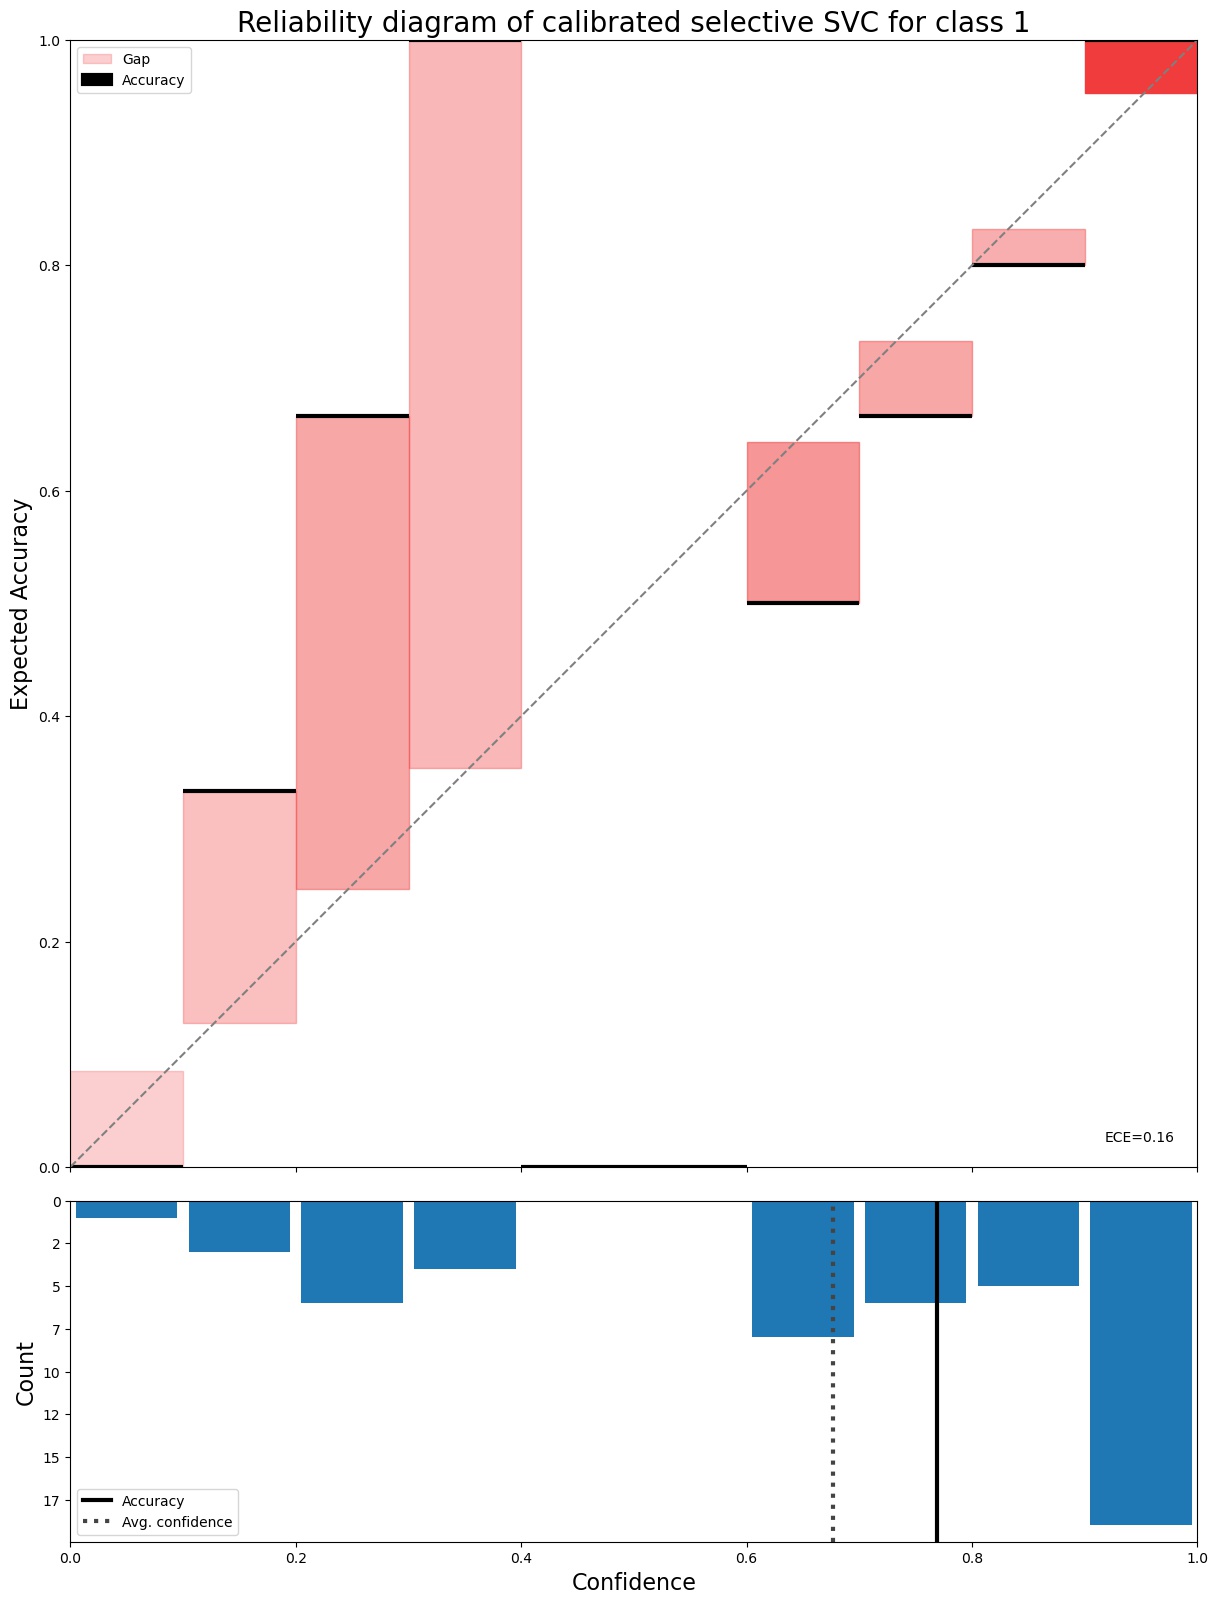 Reliability diagram of calibrated selective SVC for class 1
Gap
Accuracy
1.0
0.8
0.6
0.4
0.2
0.0
Expected Accuracy
ECE=0.16
0
2
5
7
10
12
15
17
Count
Accuracy
Avg. confidence
0.0 0.2 0.4 0.6 0.8 1.0
Confidence